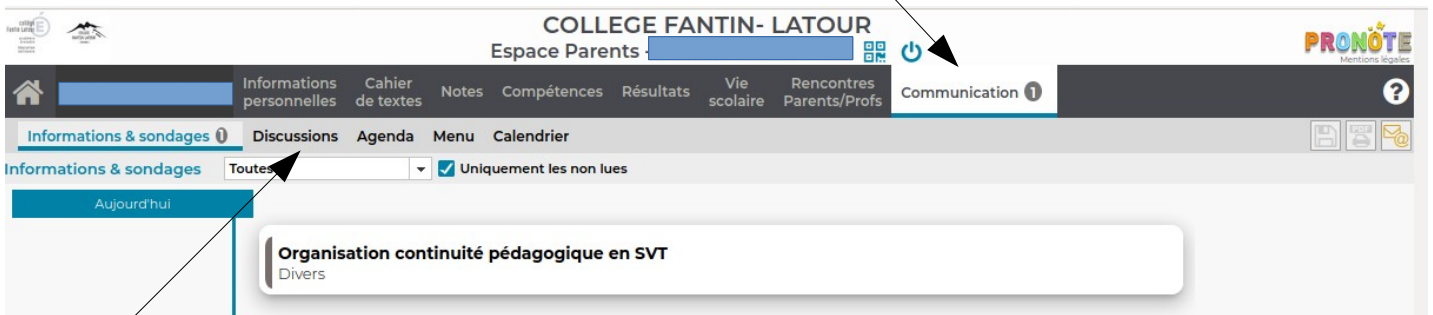 COLLEGE FANTIN- LATOUR
Espace Parents -
PRONOTE
Mentions légales
Informations personnelles
Cahier de textes
Notes
Compétences
Résultats
Vie scolaire
Rencontres Parents/Profs
Communication 1
?
Informations & sondages 1
Discussions
Agenda
Menu
Calendrier
PDF
Informations & sondages
Toutes
Uniquement les non lues
Aujourd'hui
Organisation continuité pédagogique en SVT
Divers